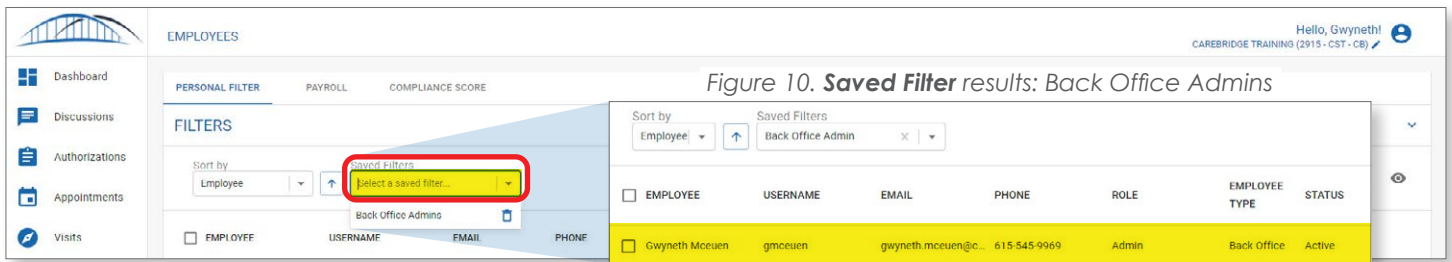 EMPLOYEES
Hello, Gwyneth!
CAREBRIDGE TRAINING (2915 - CST - CB)
Dashboard
Discussions
Authorizations
Appointments
Visits
PERSONAL FILTER PAYROLL COMPLIANCE SCORE
FILTERS
Sort by Saved Filters
Employee Select a saved filter...
Back Office Admins
EMPLOYEE USERNAME EMAIL PHONE
Figure 10. Saved Filter results: Back Office Admins
Sort by Saved Filters
Employee Back Office Admin
EMPLOYEE USERNAME EMAIL PHONE ROLE EMPLOYEE TYPE STATUS
Gwyneth Mceuen gmceuen gwyneth.mceuen@c... 615-545-9969 Admin Back Office Active